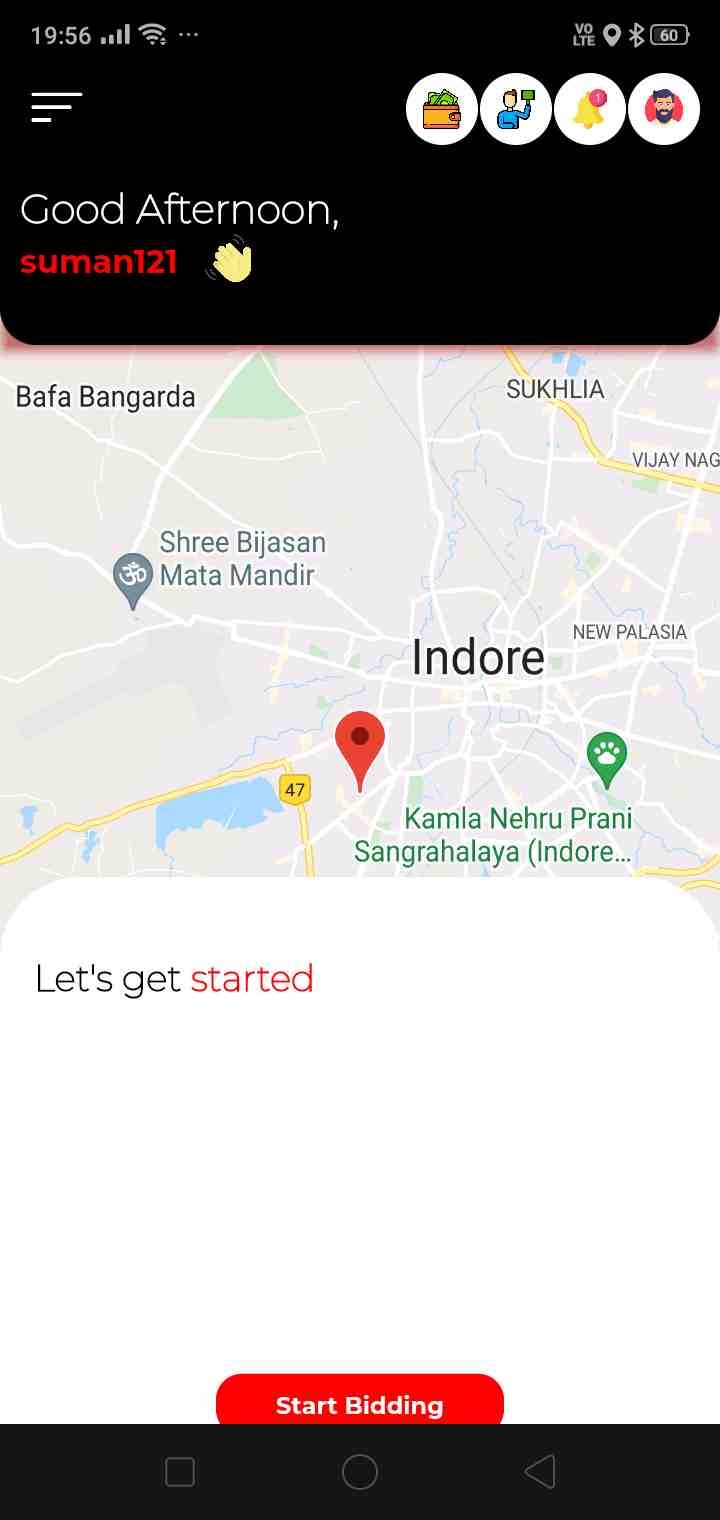 19:56
VO
LTE
60
1
Good Afternoon,
suman121
Bafa Bangarda
SUKHLIA
VIJAY NAG
Shree Bijasan
Mata Mandir
ॐ
NEW PALASIA
Indore
47
Kamla Nehru Prani
Sangrahalaya (Indore...
Let's get started
Start Bidding